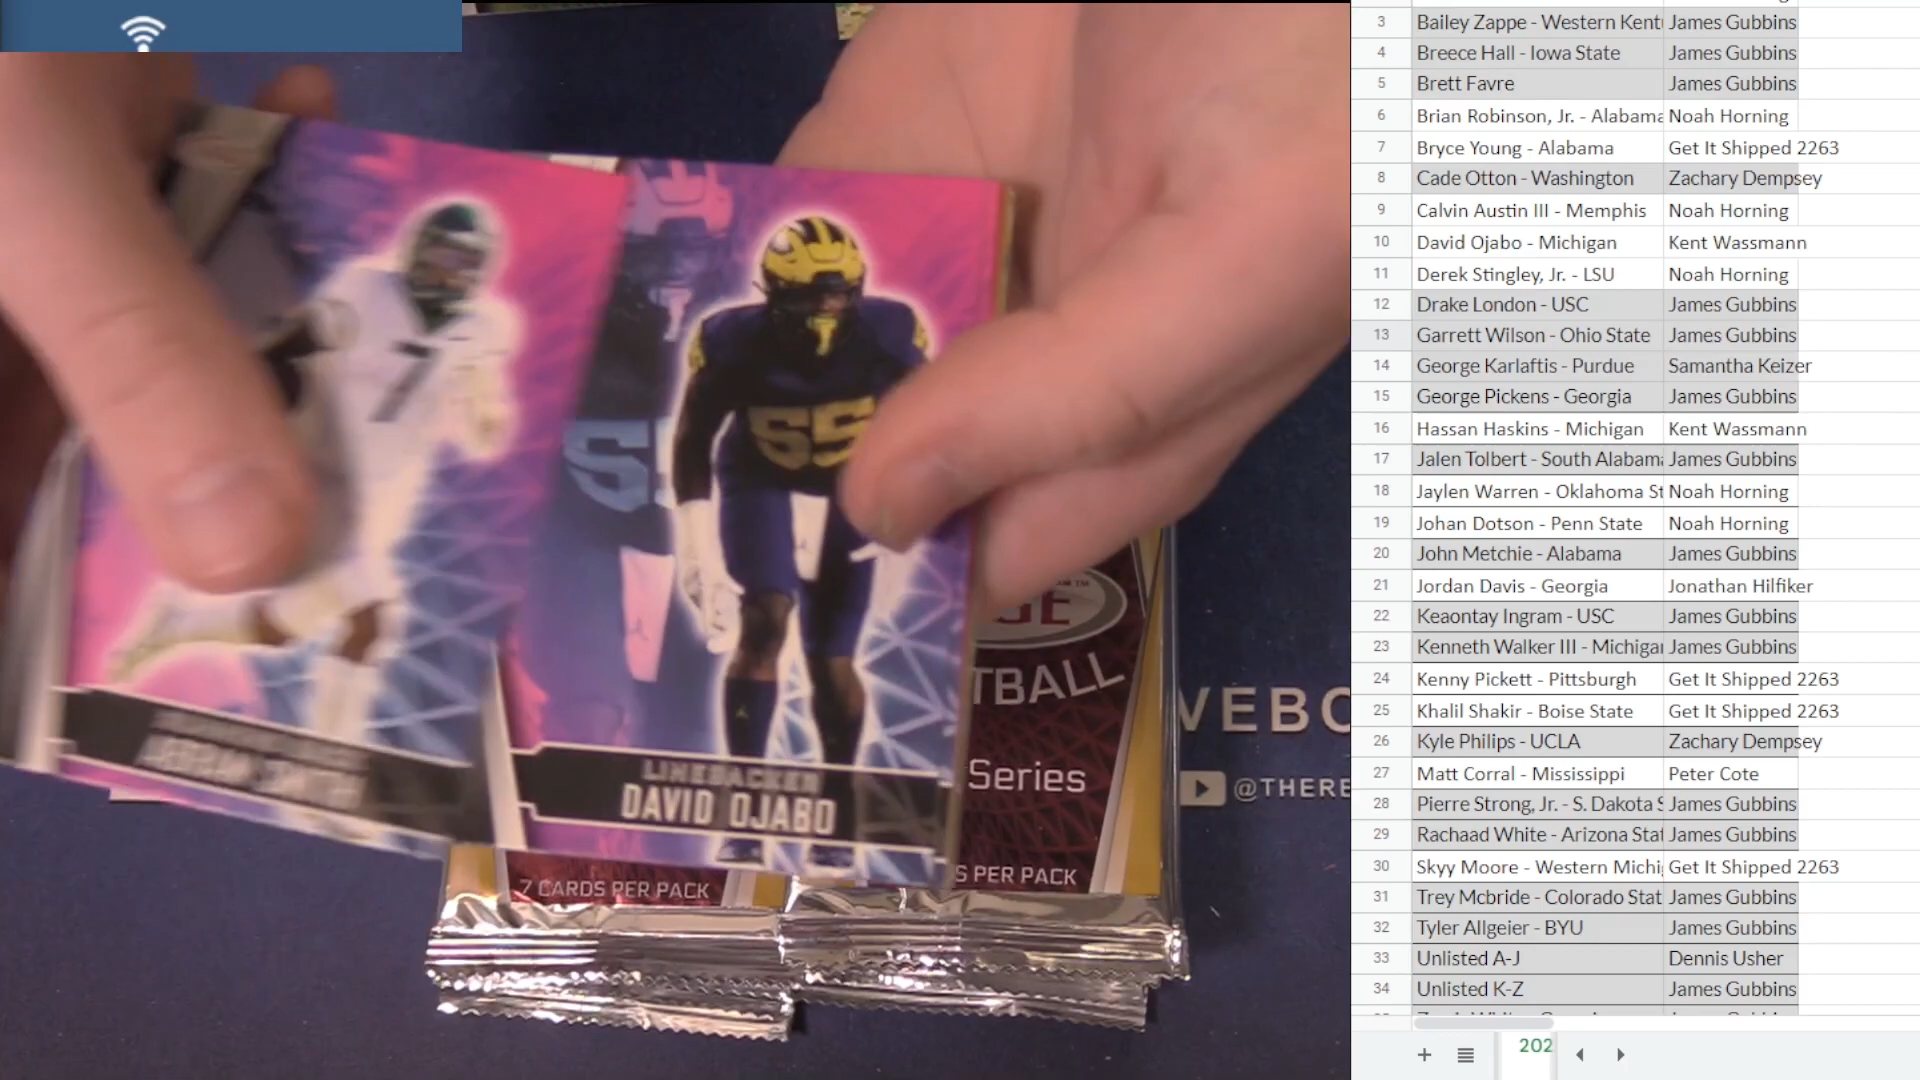 3 Bailey Zappe - Western Kent James Gubbins
4 Breece Hall - Iowa State James Gubbins
5 Brett Favre James Gubbins
6 Brian Robinson, Jr. - Alabama Noah Horning
7 Bryce Young - Alabama Get It Shipped 2263
8 Cade Otton - Washington Zachary Dempsey
9 Calvin Austin III - Memphis Noah Horning
10 David Ojabo - Michigan Kent Wassmann
11 Derek Stingley, Jr. - LSU Noah Horning
12 Drake London - USC James Gubbins
13 Garrett Wilson - Ohio State James Gubbins
14 George Karlaftis - Purdue Samantha Keizer
15 George Pickens - Georgia James Gubbins
16 Hassan Haskins - Michigan Kent Wassmann
17 Jalen Tolbert - South Alabam James Gubbins
18 Jaylen Warren - Oklahoma St Noah Horning
19 Johan Dotson - Penn State Noah Horning
20 John Metchie - Alabama James Gubbins
21 Jordan Davis - Georgia Jonathan Hilfiker
22 Keaontay Ingram - USC James Gubbins
23 Kenneth Walker III - Michigan James Gubbins
24 Kenny Pickett - Pittsburgh Get It Shipped 2263
25 Khalil Shakir - Boise State Get It Shipped 2263
26 Kyle Philips - UCLA Zachary Dempsey
27 Matt Corral - Mississippi Peter Cote
28 Pierre Strong, Jr. - S. Dakota S James Gubbins
29 Rachaad White - Arizona Stat James Gubbins
30 Skyy Moore - Western Michi Get It Shipped 2263
31 Trey Mcbride - Colorado Stat James Gubbins
32 Tyler Allgeier - BYU James Gubbins
33 Unlisted A-J Dennis Usher
34 Unlisted K-Z James Gubbins
202
7
55
LINEBACKER
DAVID OJABO
TBALL
Series
7 CARDS PER PACK
S PER PACK
VEBO
@THERE